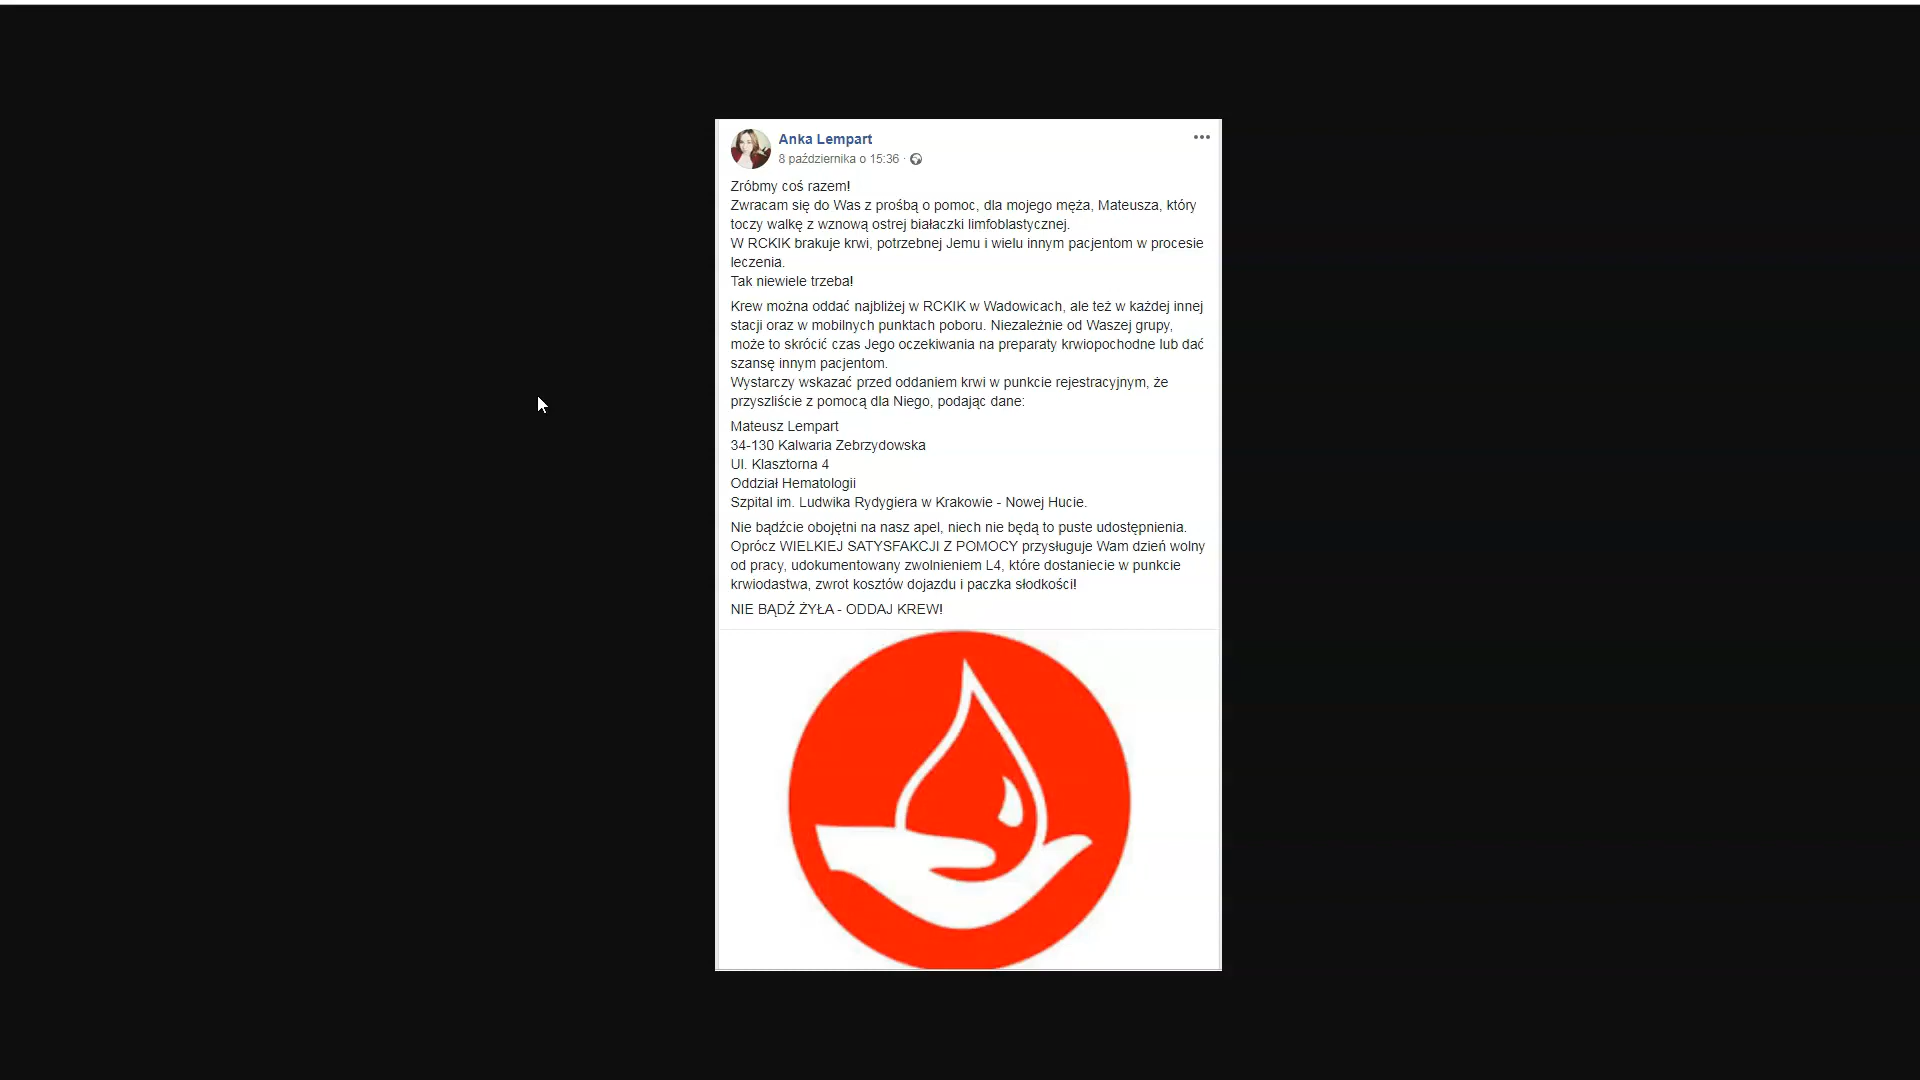 Anka Lempart
8 października o 15:36 ·
Zróbmy coś razem!
Zwracam się do Was z prośbą o pomoc, dla mojego męża, Mateusza, który
toczy walkę z wznową ostrej białaczki limfoblastycznej.
W RCKIK brakuje krwi, potrzebnej Jemu i wielu innym pacjentom w procesie
leczenia.
Tak niewiele trzeba!
Krew można oddać najbliżej w RCKIK w Wadowicach, ale też w każdej innej
stacji oraz w mobilnych punktach poboru. Niezależnie od Waszej grupy,
może to skrócić czas Jego oczekiwania na preparaty krwiopochodne lub dać
szansę innym pacjentom.
Wystarczy wskazać przed oddaniem krwi w punkcie rejestracyjnym, że
przyszliście z pomocą dla Niego, podając dane:
Mateusz Lempart
34-130 Kalwaria Zebrzydowska
Ul. Klasztorna 4
Oddział Hematologii
Szpital im. Ludwika Rydygiera w Krakowie - Nowej Hucie.
Nie bądźcie obojętni na nasz apel, niech nie będą to puste udostępnienia.
Oprócz WIELKIEJ SATYSFAKCJI Z POMOCY przysługuje Wam dzień wolny
od pracy, udokumentowany zwolnieniem L4, które dostaniecie w punkcie
krwiodastwa, zwrot kosztów dojazdu i paczka słodkości!
NIE BĄDŹ ŻYŁA - ODDAJ KREW!